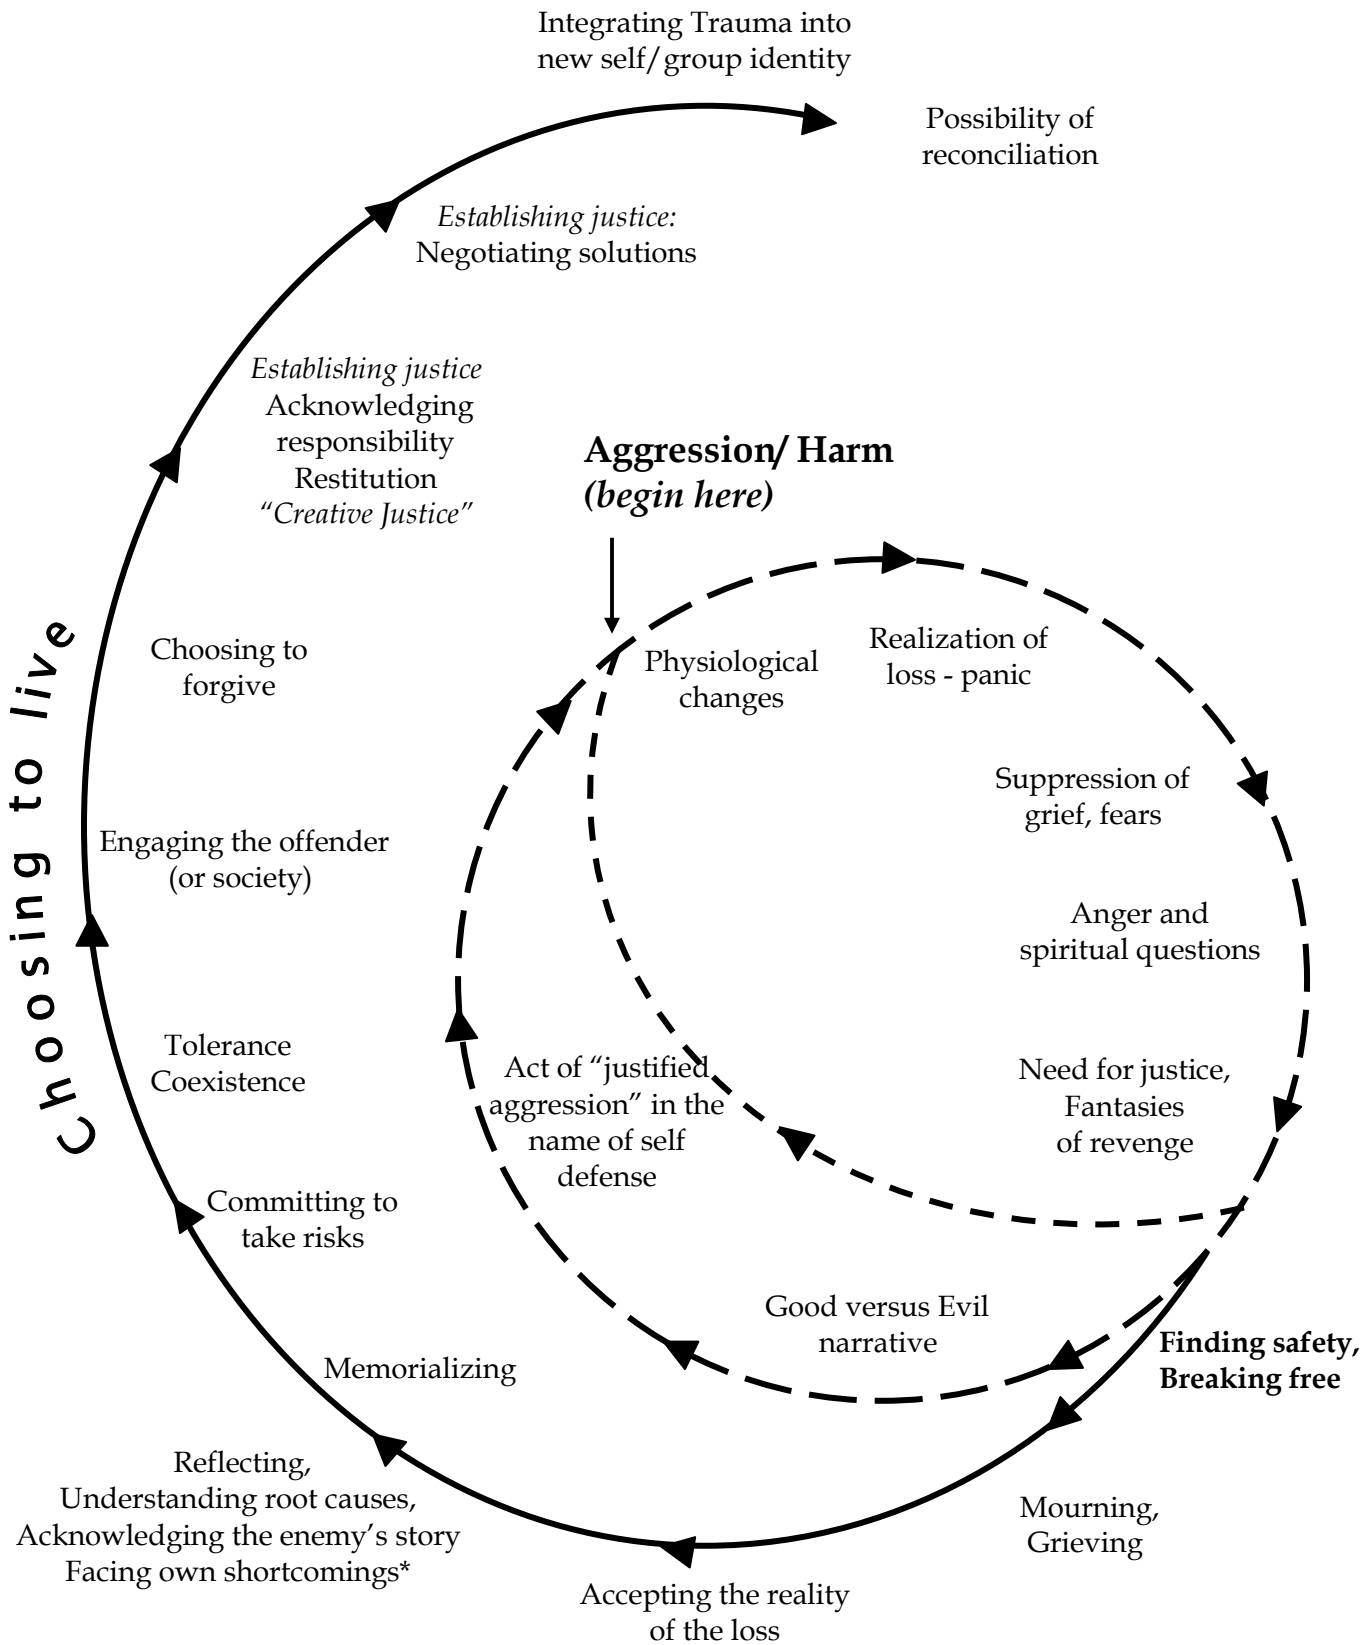 Integrating Trauma into
new self/group identity
Possibility of
reconciliation
Establishing justice:
Negotiating solutions
Establishing justice
Acknowledging
responsibility
Restitution
“Creative Justice”
Aggression/ Harm
(begin here)
Choosing to live
Choosing to
forgive
Physiological
changes
Realization of
loss - panic
Suppression of
grief, fears
Engaging the offender
(or society)
Anger and
spiritual questions
Tolerance
Coexistence
Act of “justified
aggression” in the
name of self
defense
Need for justice,
Fantasies
of revenge
Committing to
take risks
Good versus Evil
narrative
Finding safety,
Breaking free
Memorializing
Reflecting,
Understanding root causes,
Acknowledging the enemy’s story
Facing own shortcomings*
Mourning,
Grieving
Accepting the reality
of the loss